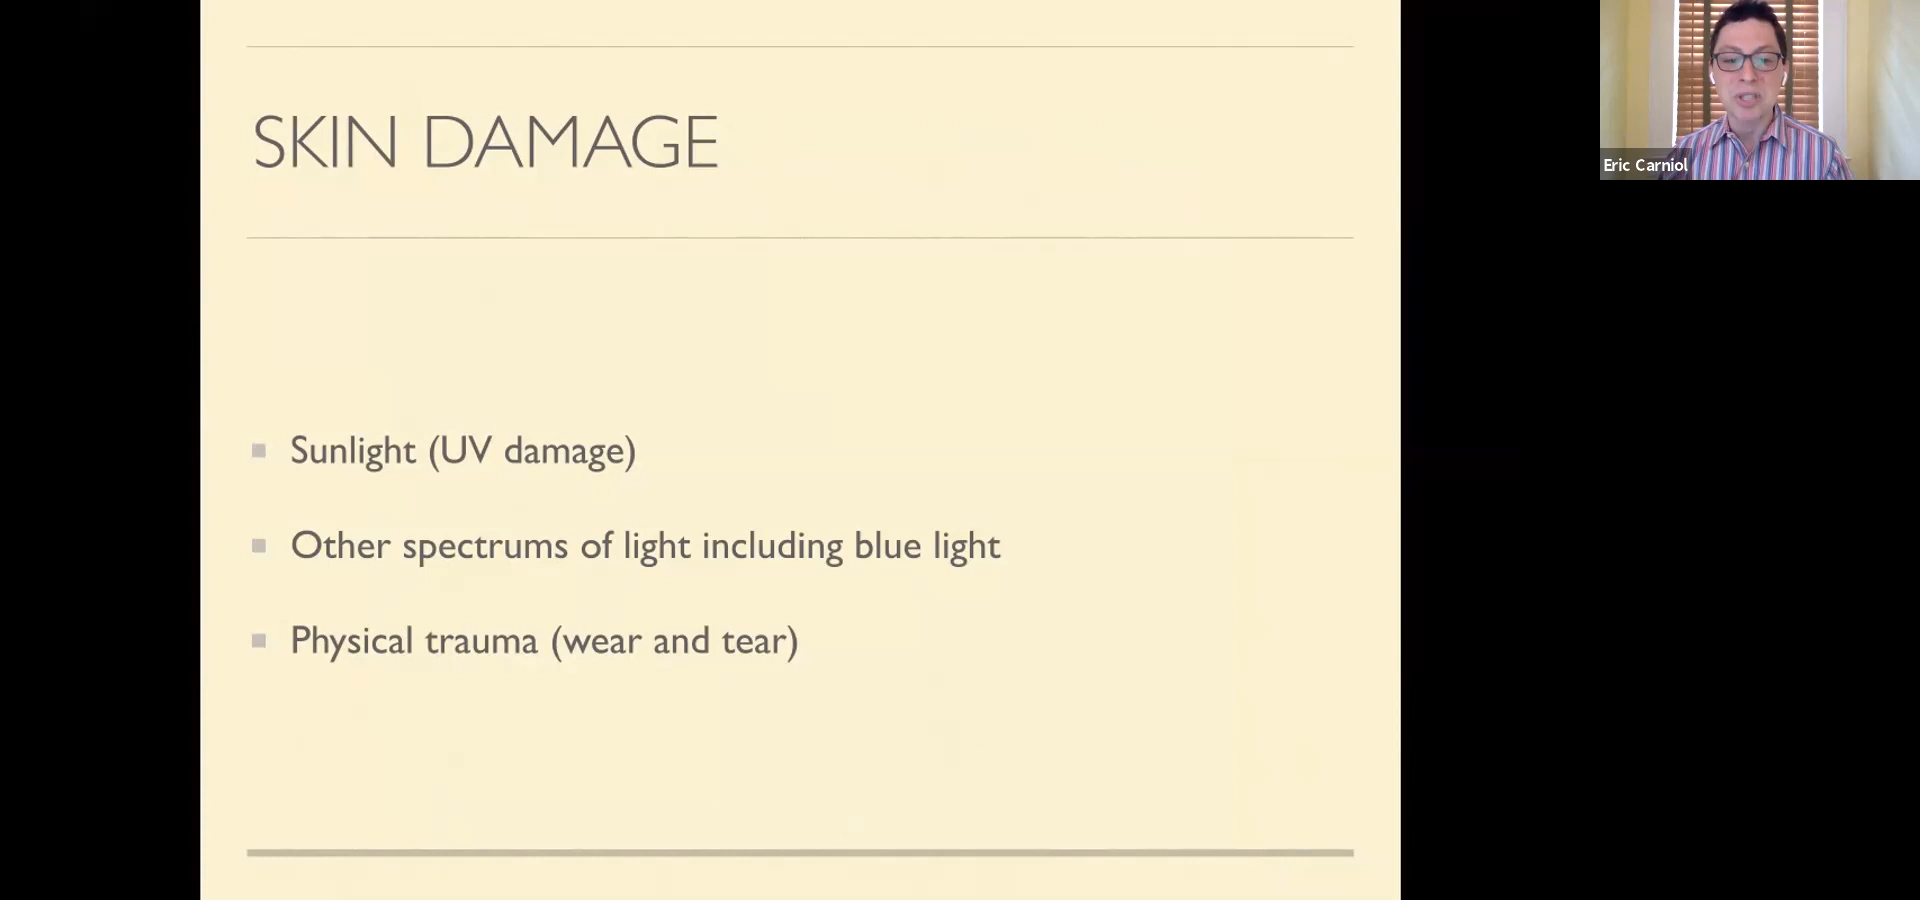 SKIN DAMAGE
Sunlight (UV damage)
Other spectrums of light including blue light
Physical trauma (wear and tear)
Eric Carniol